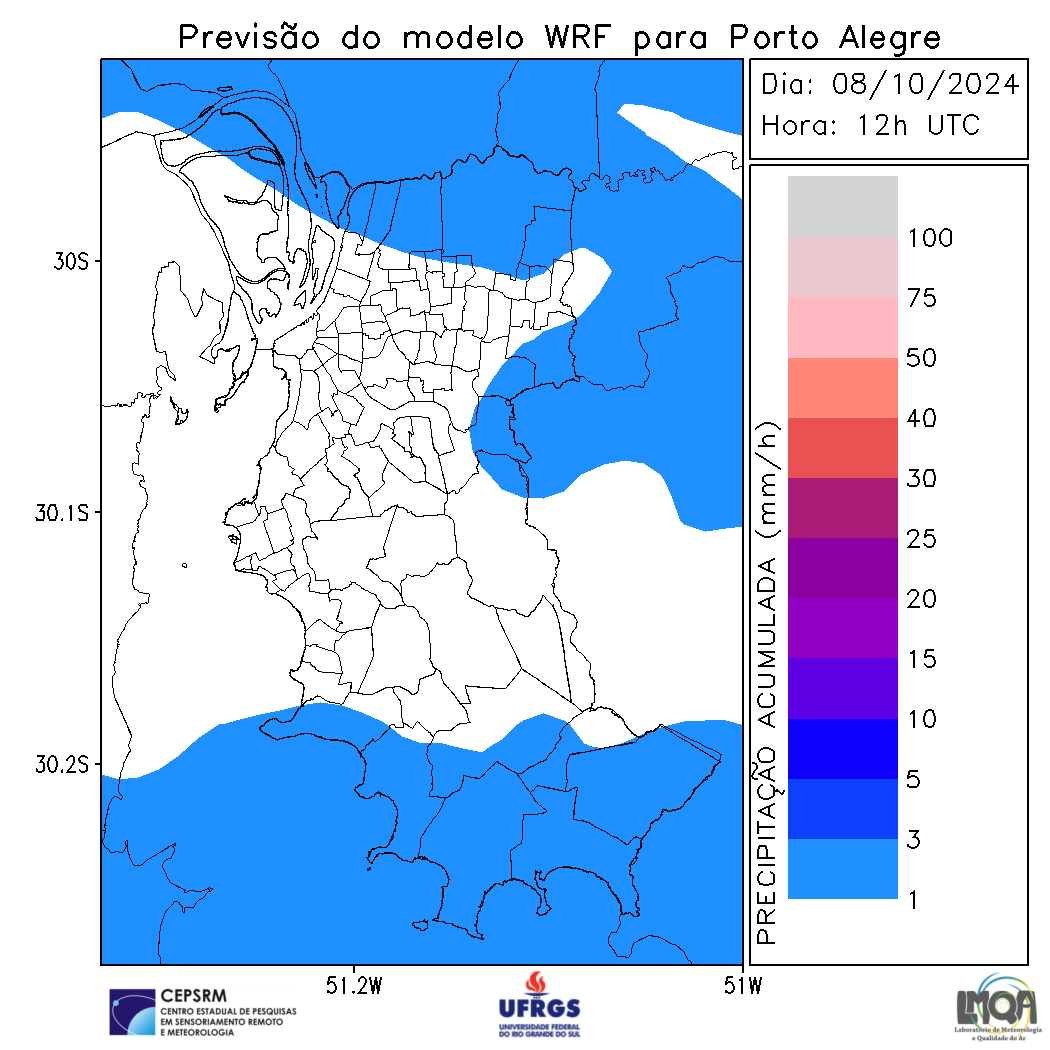 Previsão do modelo WRF para Porto Alegre
Dia: 08/10/2024
Hora: 12h UTC
30S
30.1S
30.2S
51.2W
51W
PRECIPITAÇÃO ACUMULADA (mm/h)
100
75
50
40
30
25
20
15
10
5
3
1
CEPSRM
CENTRO ESTADUAL DE PESQUISAS
EM SENSORIAMENTO REMOTO
E METEOROLOGIA
UFRGS
UNIVERSIDADE FEDERAL
DO RIO GRANDE DO SUL
LMQA
Laboratório de Meteorologia
e Qualidade do Ar